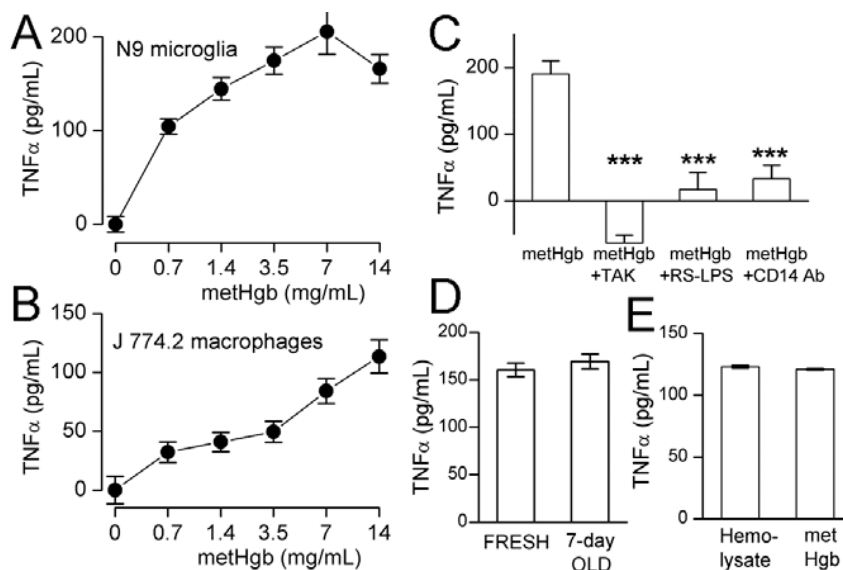 A
N9 microglia
TNFα (pg/mL)
200
100
0
0 0.7 1.4 3.5 7 14
metHgb (mg/mL)
B
J 774.2 macrophages
TNFα (pg/mL)
150
100
50
0
0 0.7 1.4 3.5 7 14
metHgb (mg/mL)
C
TNFα (pg/mL)
200
100
0
*** *** ***
metHgb metHgb metHgb metHgb
+TAK +RS-LPS +CD14 Ab
D
TNFα (pg/mL)
200
150
100
50
0
FRESH 7-day
OLD
E
TNFα (pg/mL)
150
100
50
0
Hemo- met
lysate Hgb